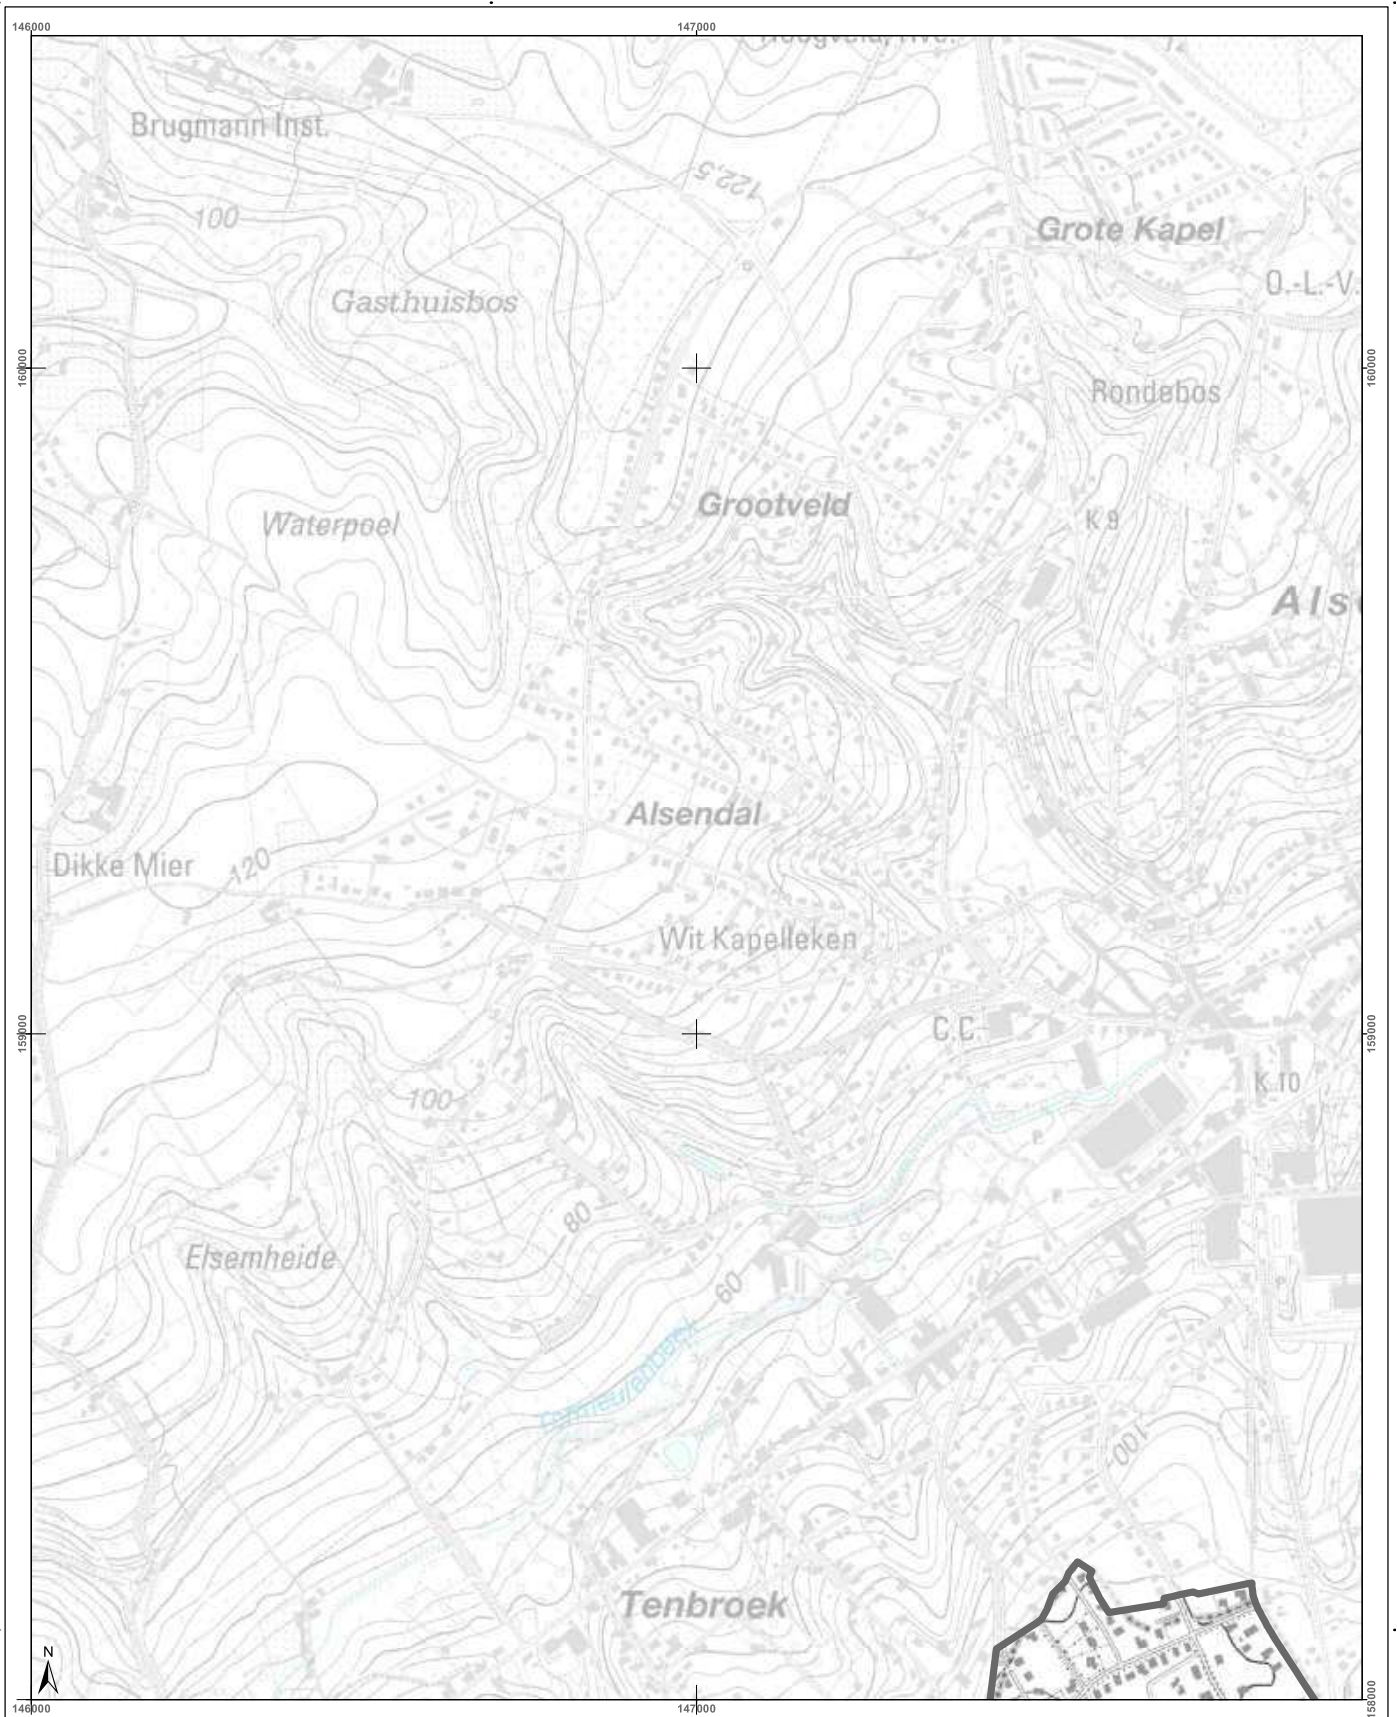 146000
147000
Brugmann Inst.
122,5
100
Grote Kapel
O.-L.-V.
Gasthuisbos
160000
160000
Rondebos
Grootveld
K 9
Waterpoel
Als
Alsendal
Dikke Mier
120
Wit Kapelleken
C.C.
159000
159000
K 10
100
P
P
80
Elsemheide
60
100
Tenbroek
N
146000
147000
158000